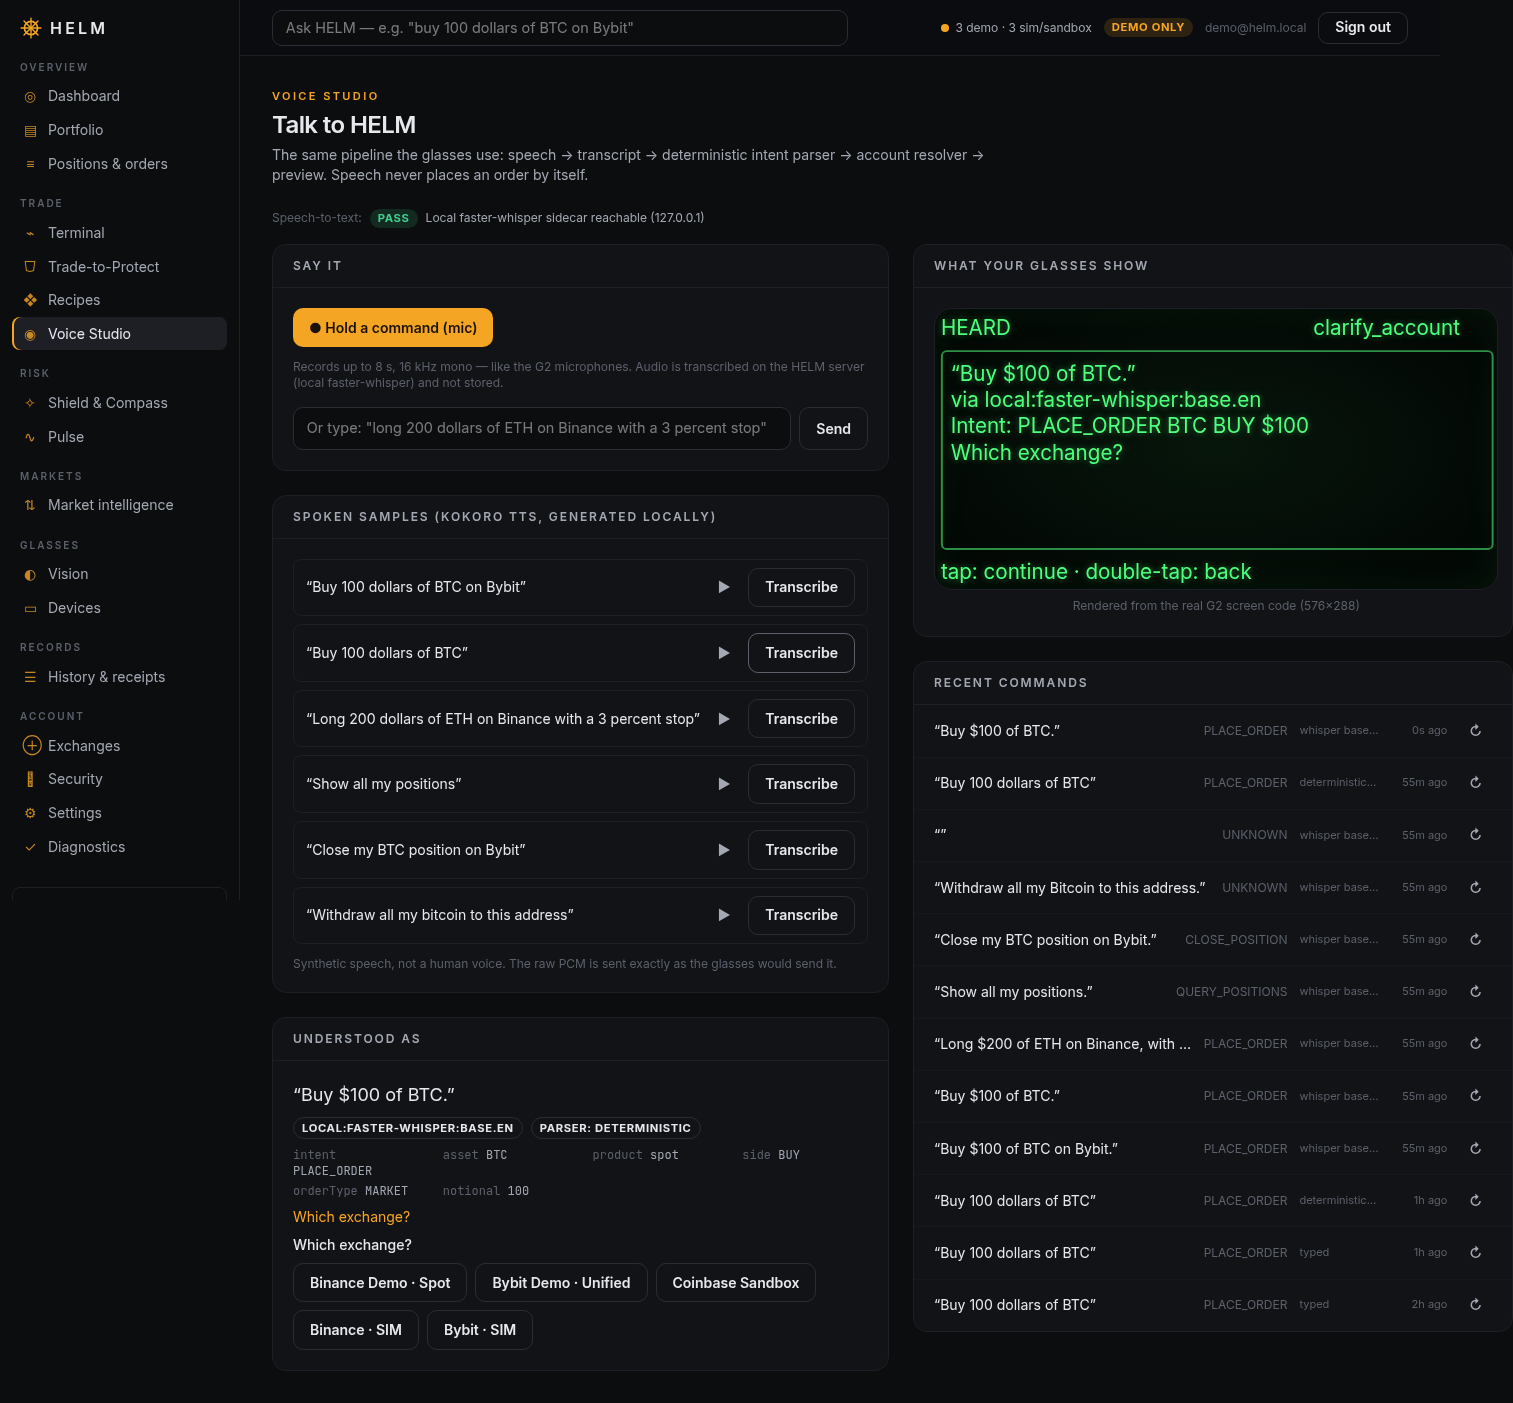 HELM
OVERVIEW
Dashboard
Portfolio
Positions & orders
TRADE
Terminal
Trade-to-Protect
Recipes
Voice Studio
RISK
Shield & Compass
Pulse
MARKETS
Market intelligence
GLASSES
Vision
Devices
RECORDS
History & receipts
ACCOUNT
Exchanges
Security
Settings
Diagnostics
Ask HELM — e.g. "buy 100 dollars of BTC on Bybit"
3 demo · 3 sim/sandbox DEMO ONLY demo@helm.local Sign out
VOICE STUDIO
Talk to HELM
The same pipeline the glasses use: speech → transcript → deterministic intent parser → account resolver →
preview. Speech never places an order by itself.
Speech-to-text: PASS Local faster-whisper sidecar reachable (127.0.0.1)
SAY IT
● Hold a command (mic)
Records up to 8 s, 16 kHz mono — like the G2 microphones. Audio is transcribed on the HELM server
(local faster-whisper) and not stored.
Or type: "long 200 dollars of ETH on Binance with a 3 percent stop" Send
SPOKEN SAMPLES (KOKORO TTS, GENERATED LOCALLY)
“Buy 100 dollars of BTC on Bybit” ▶ Transcribe
“Buy 100 dollars of BTC” ▶ Transcribe
“Long 200 dollars of ETH on Binance with a 3 percent stop” ▶ Transcribe
“Show all my positions” ▶ Transcribe
“Close my BTC position on Bybit” ▶ Transcribe
“Withdraw all my bitcoin to this address” ▶ Transcribe
Synthetic speech, not a human voice. The raw PCM is sent exactly as the glasses would send it.
UNDERSTOOD AS
“Buy $100 of BTC.”
LOCAL:FASTER-WHISPER:BASE.EN PARSER: DETERMINISTIC
intent asset BTC product spot side BUY
PLACE_ORDER
orderType MARKET notional 100
Which exchange?
Which exchange?
Binance Demo · Spot Bybit Demo · Unified Coinbase Sandbox
Binance · SIM Bybit · SIM
WHAT YOUR GLASSES SHOW
HEARD clarify_account
“Buy $100 of BTC.”
via local:faster-whisper:base.en
Intent: PLACE_ORDER BTC BUY $100
Which exchange?
tap: continue · double-tap: back
Rendered from the real G2 screen code (576×288)
RECENT COMMANDS
“Buy $100 of BTC.” PLACE_ORDER whisper base... 0s ago ↻
“Buy 100 dollars of BTC” PLACE_ORDER deterministic... 55m ago ↻
“” UNKNOWN whisper base... 55m ago ↻
“Withdraw all my Bitcoin to this address.” UNKNOWN whisper base... 55m ago ↻
“Close my BTC position on Bybit.” CLOSE_POSITION whisper base... 55m ago ↻
“Show all my positions.” QUERY_POSITIONS whisper base... 55m ago ↻
“Long $200 of ETH on Binance, with ... PLACE_ORDER whisper base... 55m ago ↻
“Buy $100 of BTC.” PLACE_ORDER whisper base... 55m ago ↻
“Buy $100 of BTC on Bybit.” PLACE_ORDER whisper base... 55m ago ↻
“Buy 100 dollars of BTC” PLACE_ORDER deterministic... 1h ago ↻
“Buy 100 dollars of BTC” PLACE_ORDER typed 1h ago ↻
“Buy 100 dollars of BTC” PLACE_ORDER typed 2h ago ↻